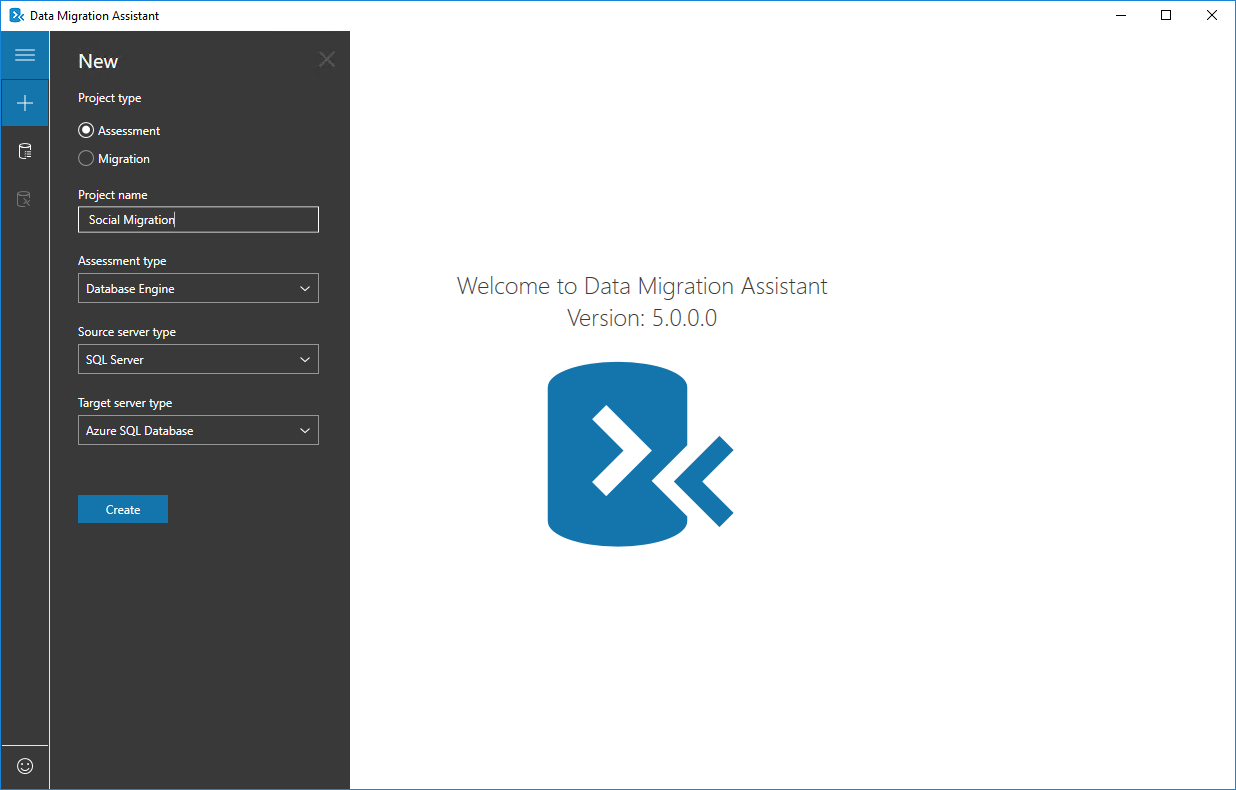 Data Migration Assistant
New
Project type
Assessment
Migration
Project name
Social Migration
Assessment type
Database Engine
Source server type
SQL Server
Target server type
Azure SQL Database
Create
Welcome to Data Migration Assistant
Version: 5.0.0.0